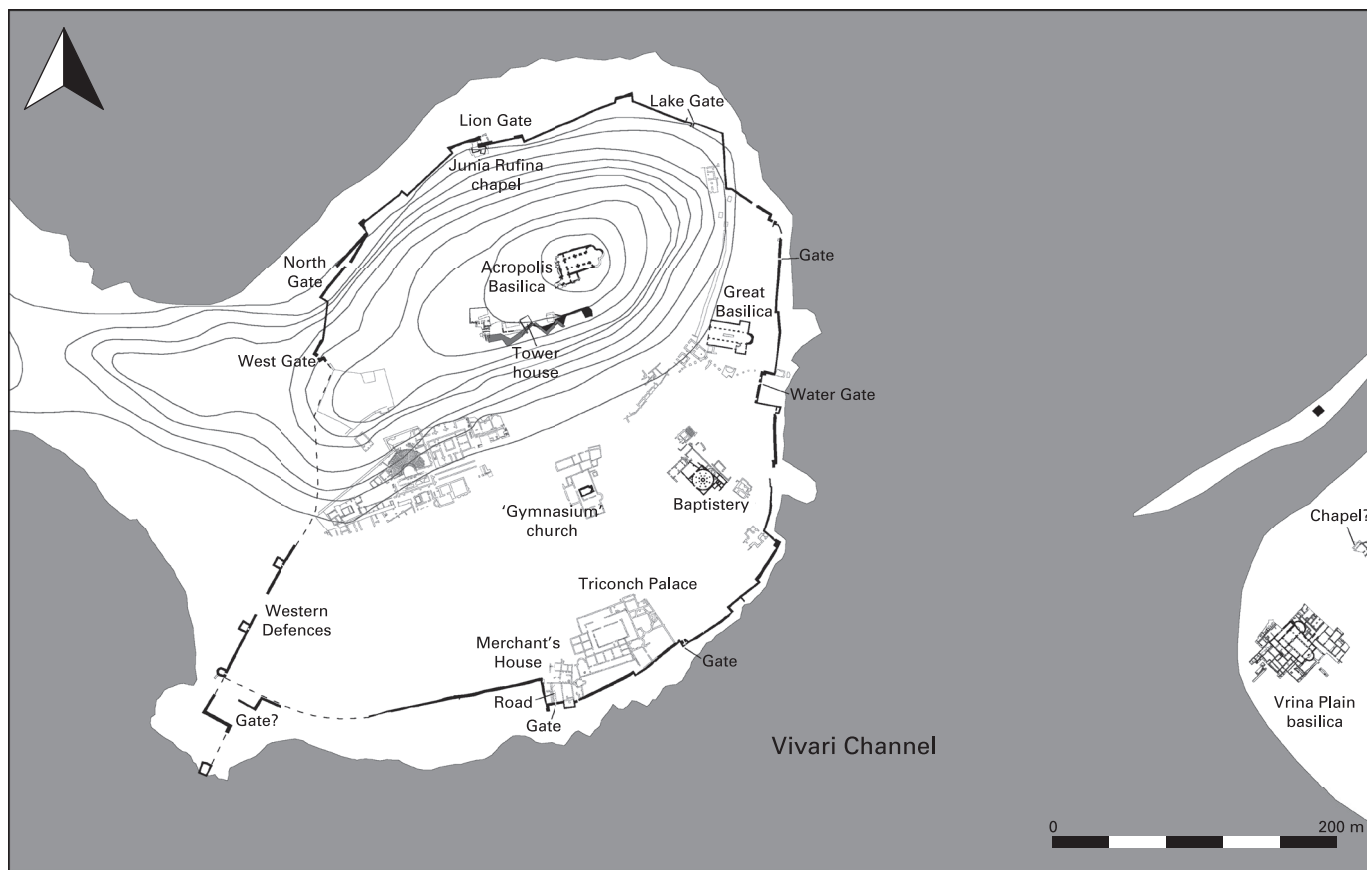 Lake Gate
Lion Gate
Junia Rufina
chapel
North
Gate
Acropolis
Basilica
Gate
Great
Basilica
West Gate
Tower
house
Water Gate
'Gymnasium'
church
Baptistery
Chapel?
Triconch Palace
Western
Defences
Merchant's
House
Gate
Road
Gate
Gate?
Vrina Plain
basilica
Vivari Channel
0
200 m